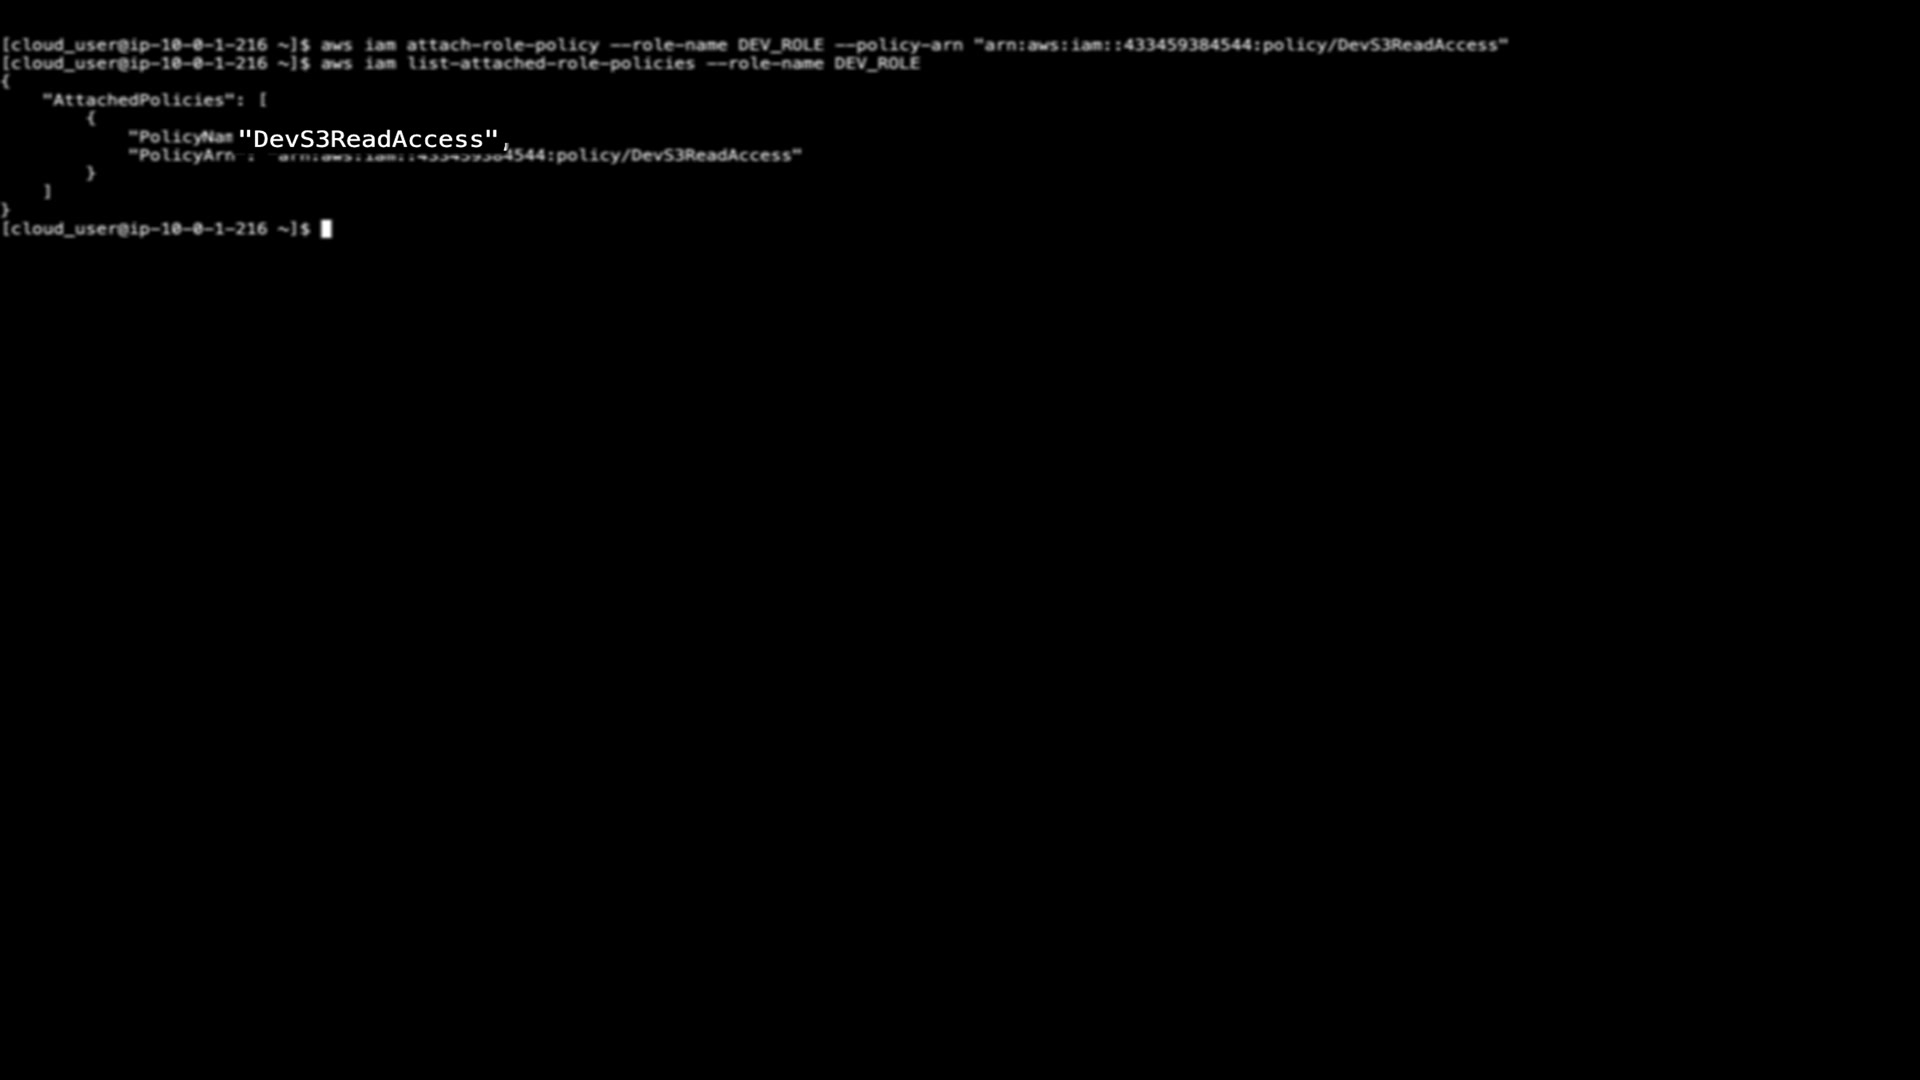 [cloud_user@ip-10-0-1-216 ~]$ aws iam attach-role-policy --role-name DEV_ROLE --policy-arn "arn:aws:iam::433459384544:policy/DevS3ReadAccess"
[cloud_user@ip-10-0-1-216 ~]$ aws iam list-attached-role-policies --role-name DEV_ROLE
{
    "AttachedPolicies": [
        {
            "PolicyNam "DevS3ReadAccess",
            "PolicyArn": "arn:aws:iam::433459384544:policy/DevS3ReadAccess"
        }
    ]
}
[cloud_user@ip-10-0-1-216 ~]$